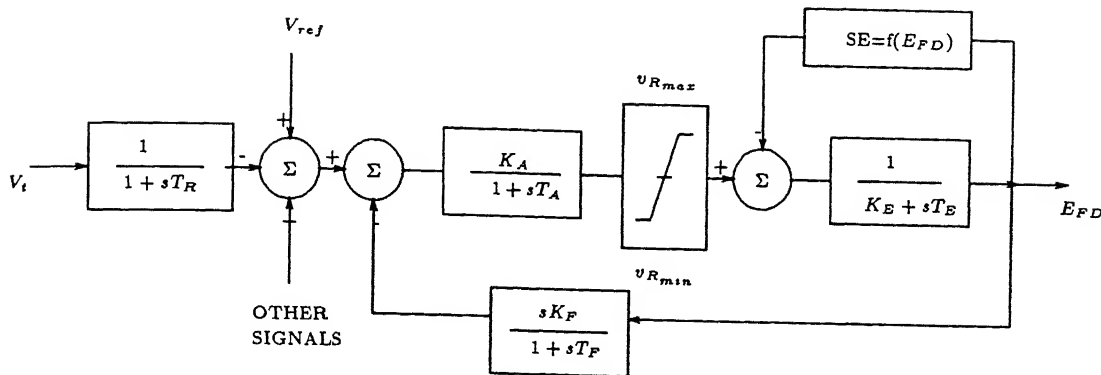 V_ref
SE=f(E_FD)
v_Rmax
+
-
1
1 + sT_R
-
Σ
+
Σ
K_A
1 + sT_A
+
Σ
1
K_E + sT_E
V_t
E_FD
+
-
v_Rmin
OTHER
SIGNALS
sK_F
1 + sT_F